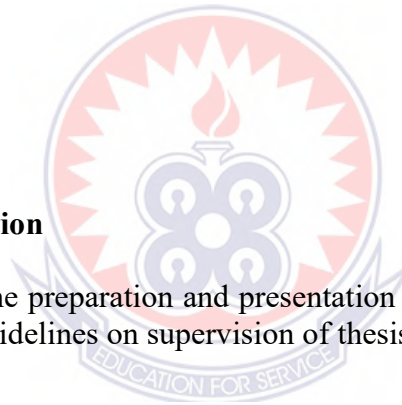 ion
he preparation and presentation
idelines on supervision of thesis
EDUCATION FOR SERVICE